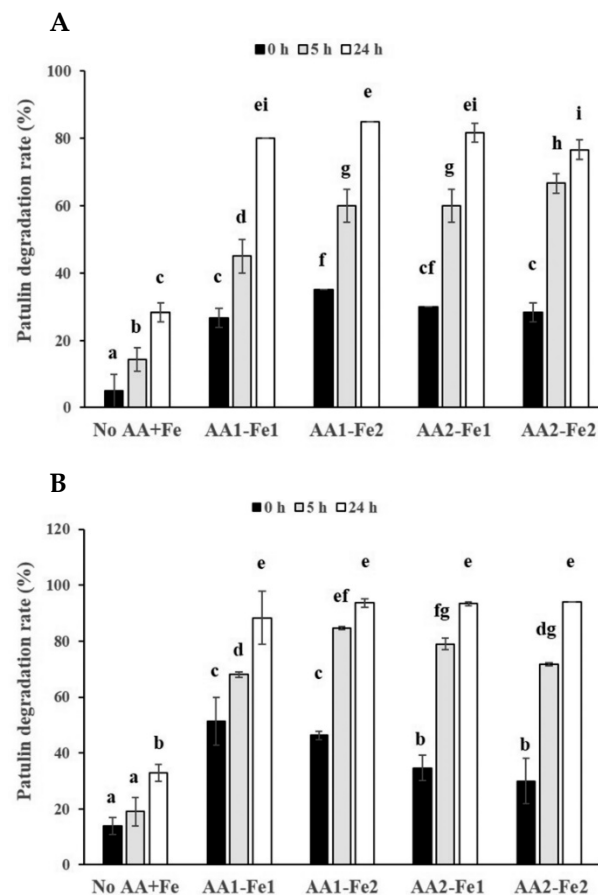 A
0 h 5 h 24 h
Patulin degradation rate (%)
100
80
60
40
20
0
a b c c d ei f g e cf g ei c h i
No AA+Fe AA1-Fe1 AA1-Fe2 AA2-Fe1 AA2-Fe2
B
0 h 5 h 24 h
Patulin degradation rate (%)
120
100
80
60
40
20
0
a a b c d e c ef e b fg e b dg e
No AA+Fe AA1-Fe1 AA1-Fe2 AA2-Fe1 AA2-Fe2